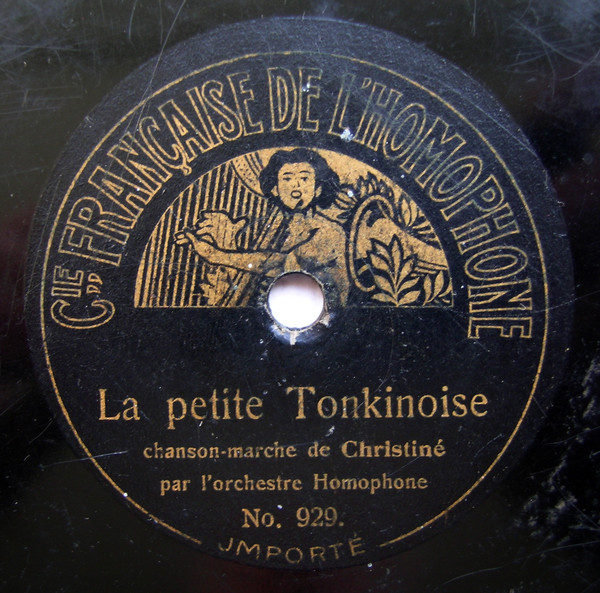 Cie FRANÇAISE DE L'HOMOPHONE
La petite Tonkinoise
chanson-marche de Christiné
par l'orchestre Homophone
No. 929.
JMPORTÉ